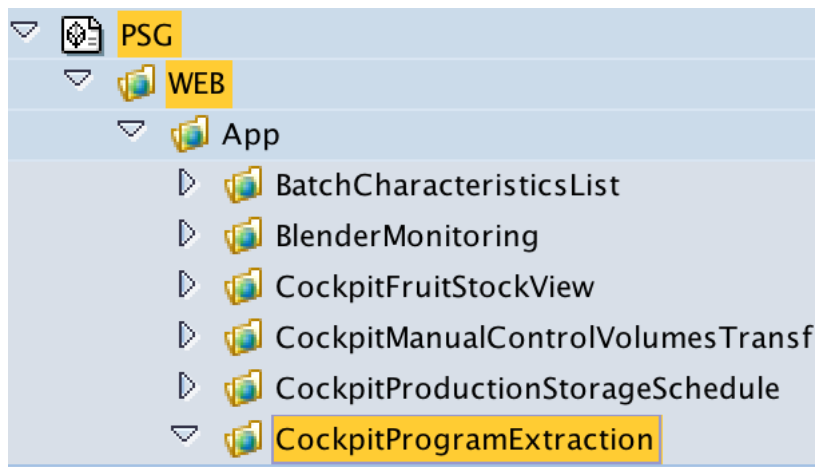 PSG
WEB
App
BatchCharacteristicsList
BlenderMonitoring
CockpitFruitStockView
CockpitManualControlVolumesTransf
CockpitProductionStorageSchedule
CockpitProgramExtraction